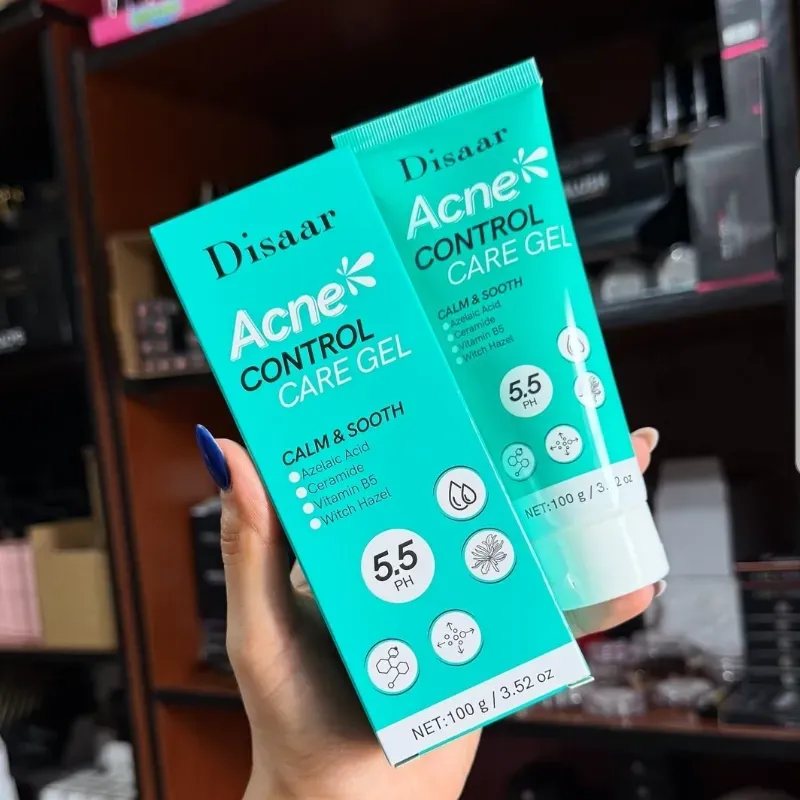 Disaar
Acne
CONTROL
CARE GEL
CALM & SOOTH
Azelaic Acid
Ceramide
Vitamin B5
Witch Hazel
5.5
PH
NET:100 g / 3.52 oz
Disaar
Acne
CONTROL
CARE GEL
CALM & SOOTH
Azelaic Acid
Ceramide
Vitamin B5
Witch Hazel
5.5
PH
NET:100 g / 3. 2 oz